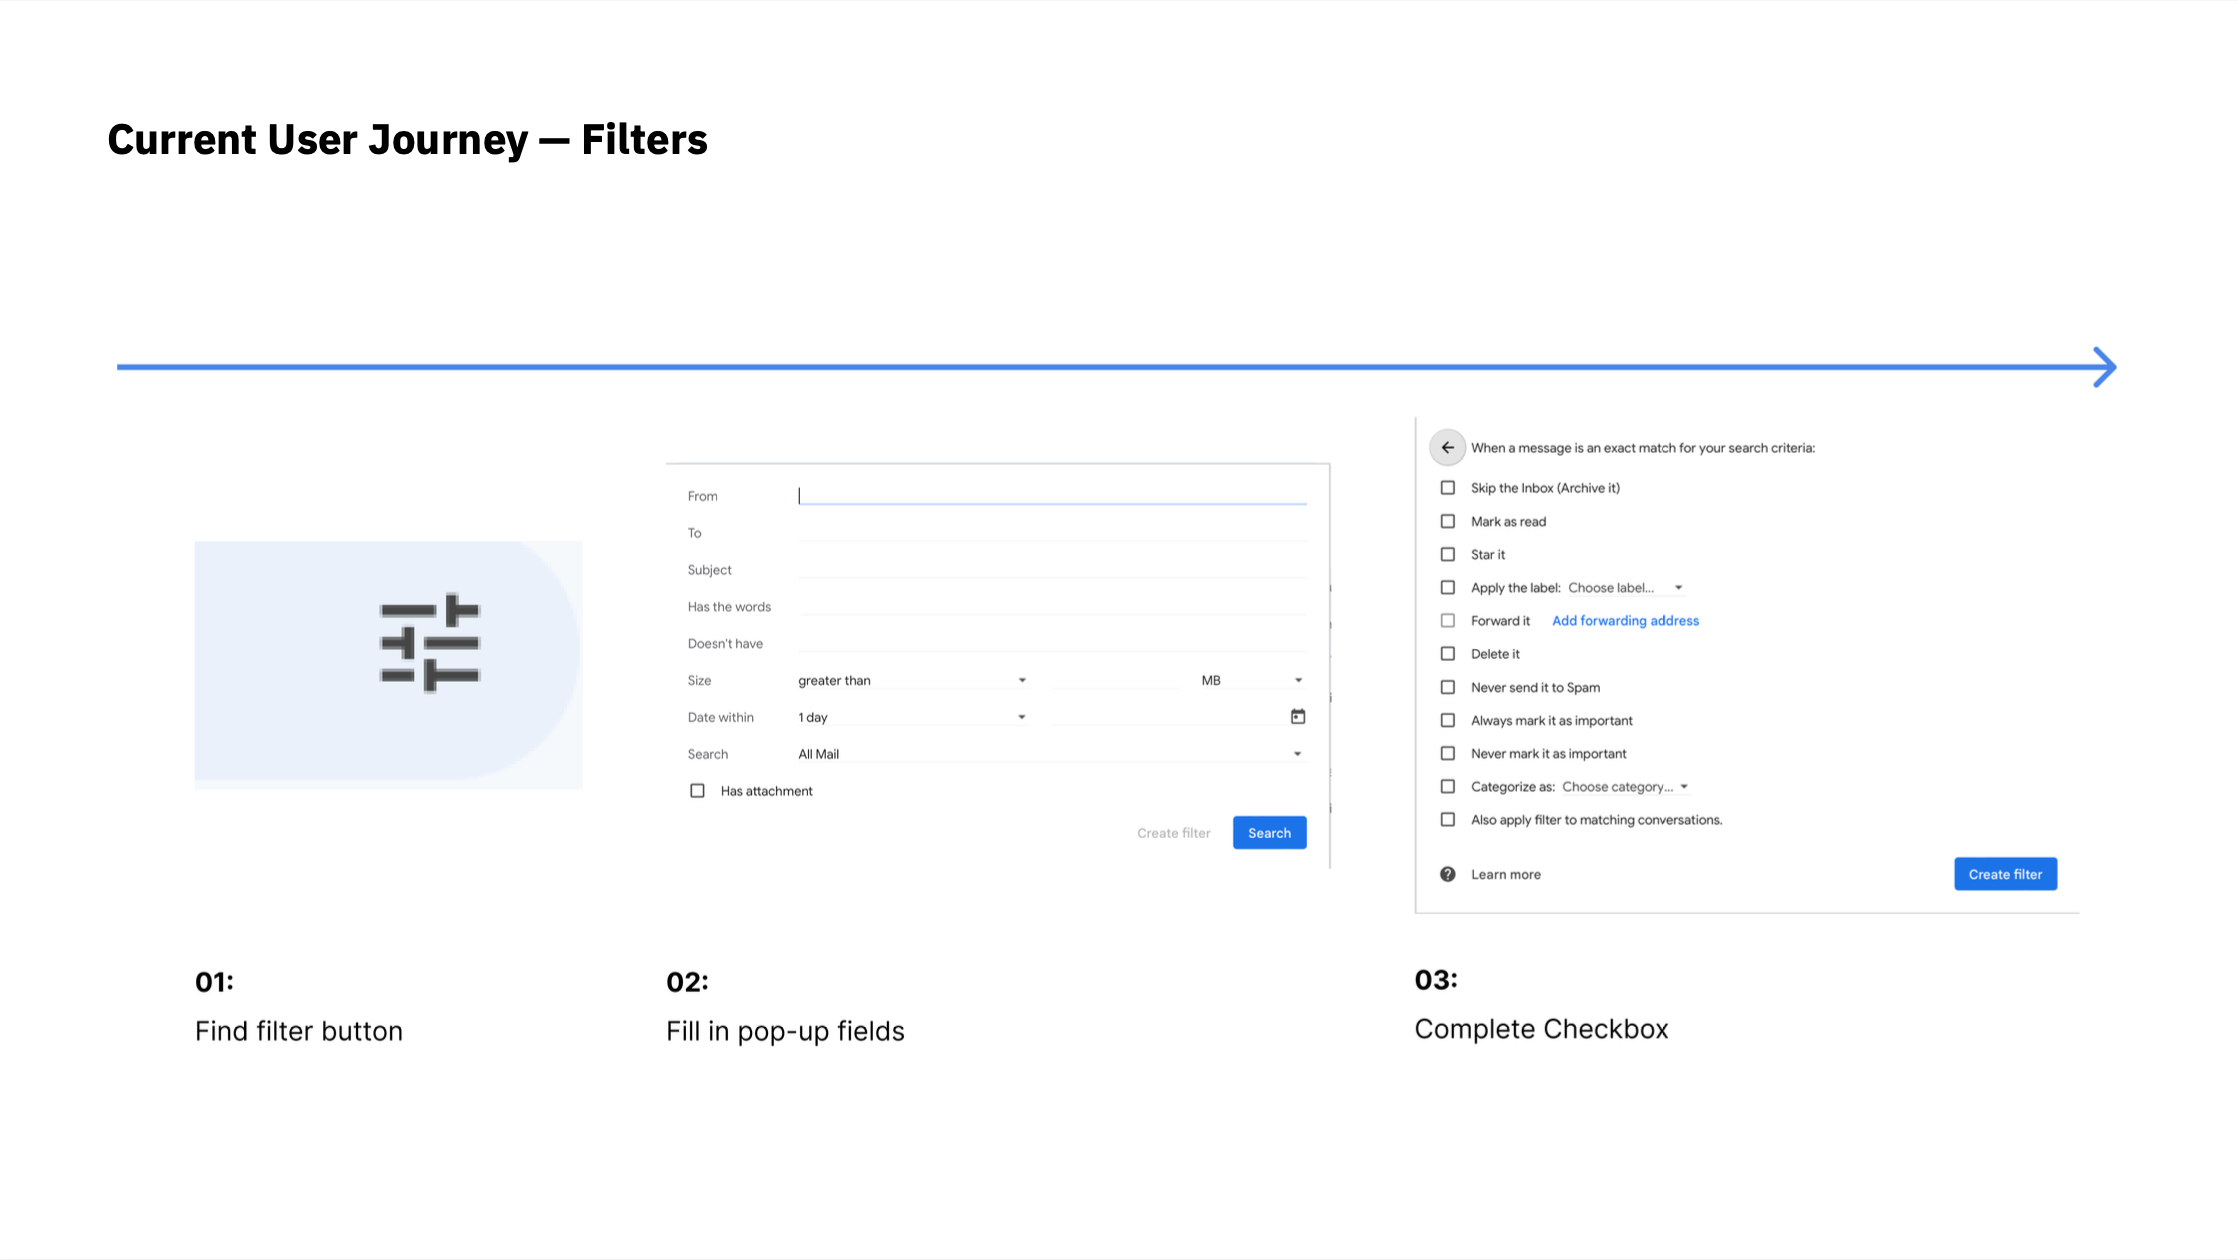 Current User Journey — Filters
From
To
Subject
Has the words
Doesn't have
Size greater than MB
Date within 1 day
Search All Mail
Has attachment
Create filter Search
When a message is an exact match for your search criteria:
Skip the Inbox (Archive it)
Mark as read
Star it
Apply the label: Choose label...
Forward it Add forwarding address
Delete it
Never send it to Spam
Always mark it as important
Never mark it as important
Categorize as: Choose category...
Also apply filter to matching conversations.
Learn more Create filter
01:
Find filter button
02:
Fill in pop-up fields
03:
Complete Checkbox